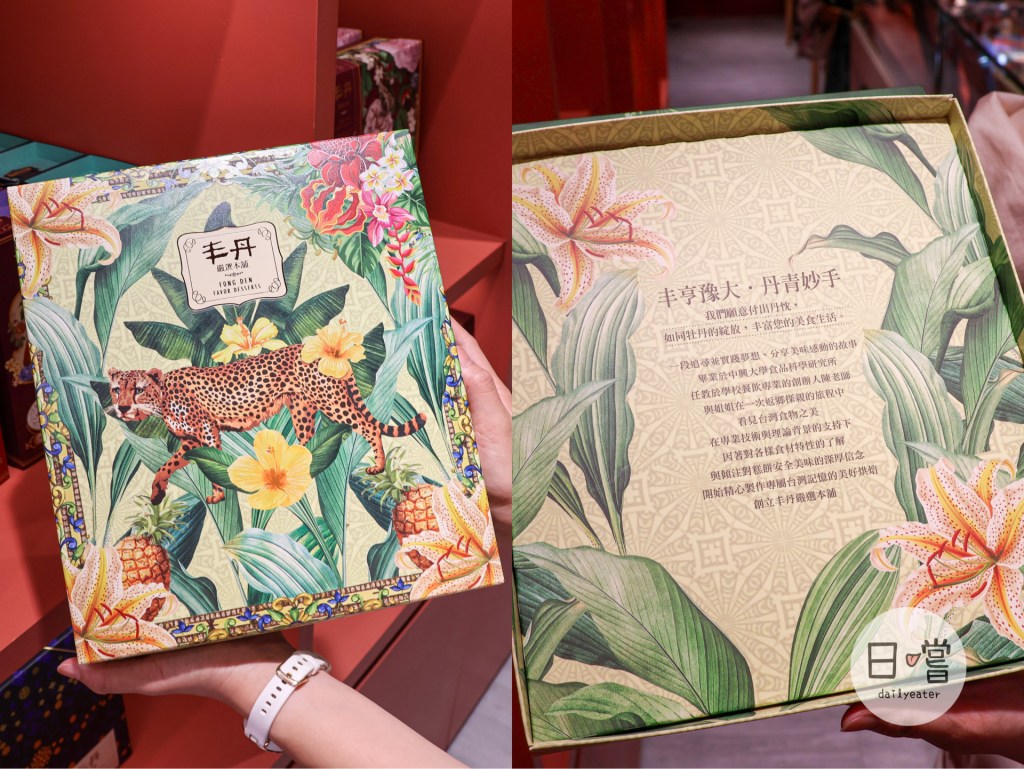 丰丹
嚴選本舖
FONG DEN
FAVOR DESSERTS
丰亨豫大・丹青妙手
我們願意付出丹忱，
如同牡丹的綻放，丰富您的美食生活。
一段追尋並實踐夢想、分享美味感動的故事
畢業於中興大學食品科學研究所
任教於學校餐飲專業的創辦人陳老師
與姐姐在一次返鄉探親的旅程中
看見台灣食物之美
在專業技術與理論背景的支持下
因著對各樣食材特性的了解
與傾注對糕餅安全美味的深厚信念
開始精心製作專屬台灣記憶的美好烘焙
創立丰丹嚴選本舖
日嚐
dailyeater